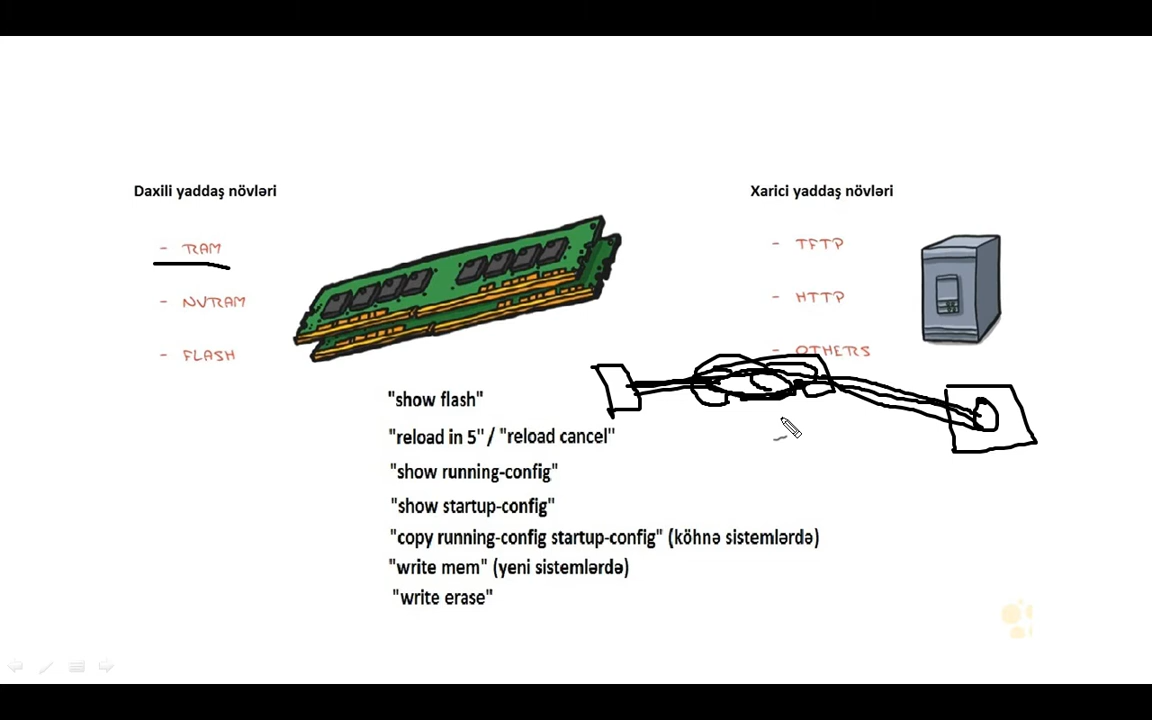 Daxili yaddaş növləri
- RAM
- NVRAM
- FLASH
Xarici yaddaş növləri
- TFTP
- HTTP
- OTHERS
"show flash"
"reload in 5" / "reload cancel"
"show running-config"
"show startup-config"
"copy running-config startup-config" (köhnə sistemlərdə)
"write mem" (yeni sistemlərdə)
"write erase"